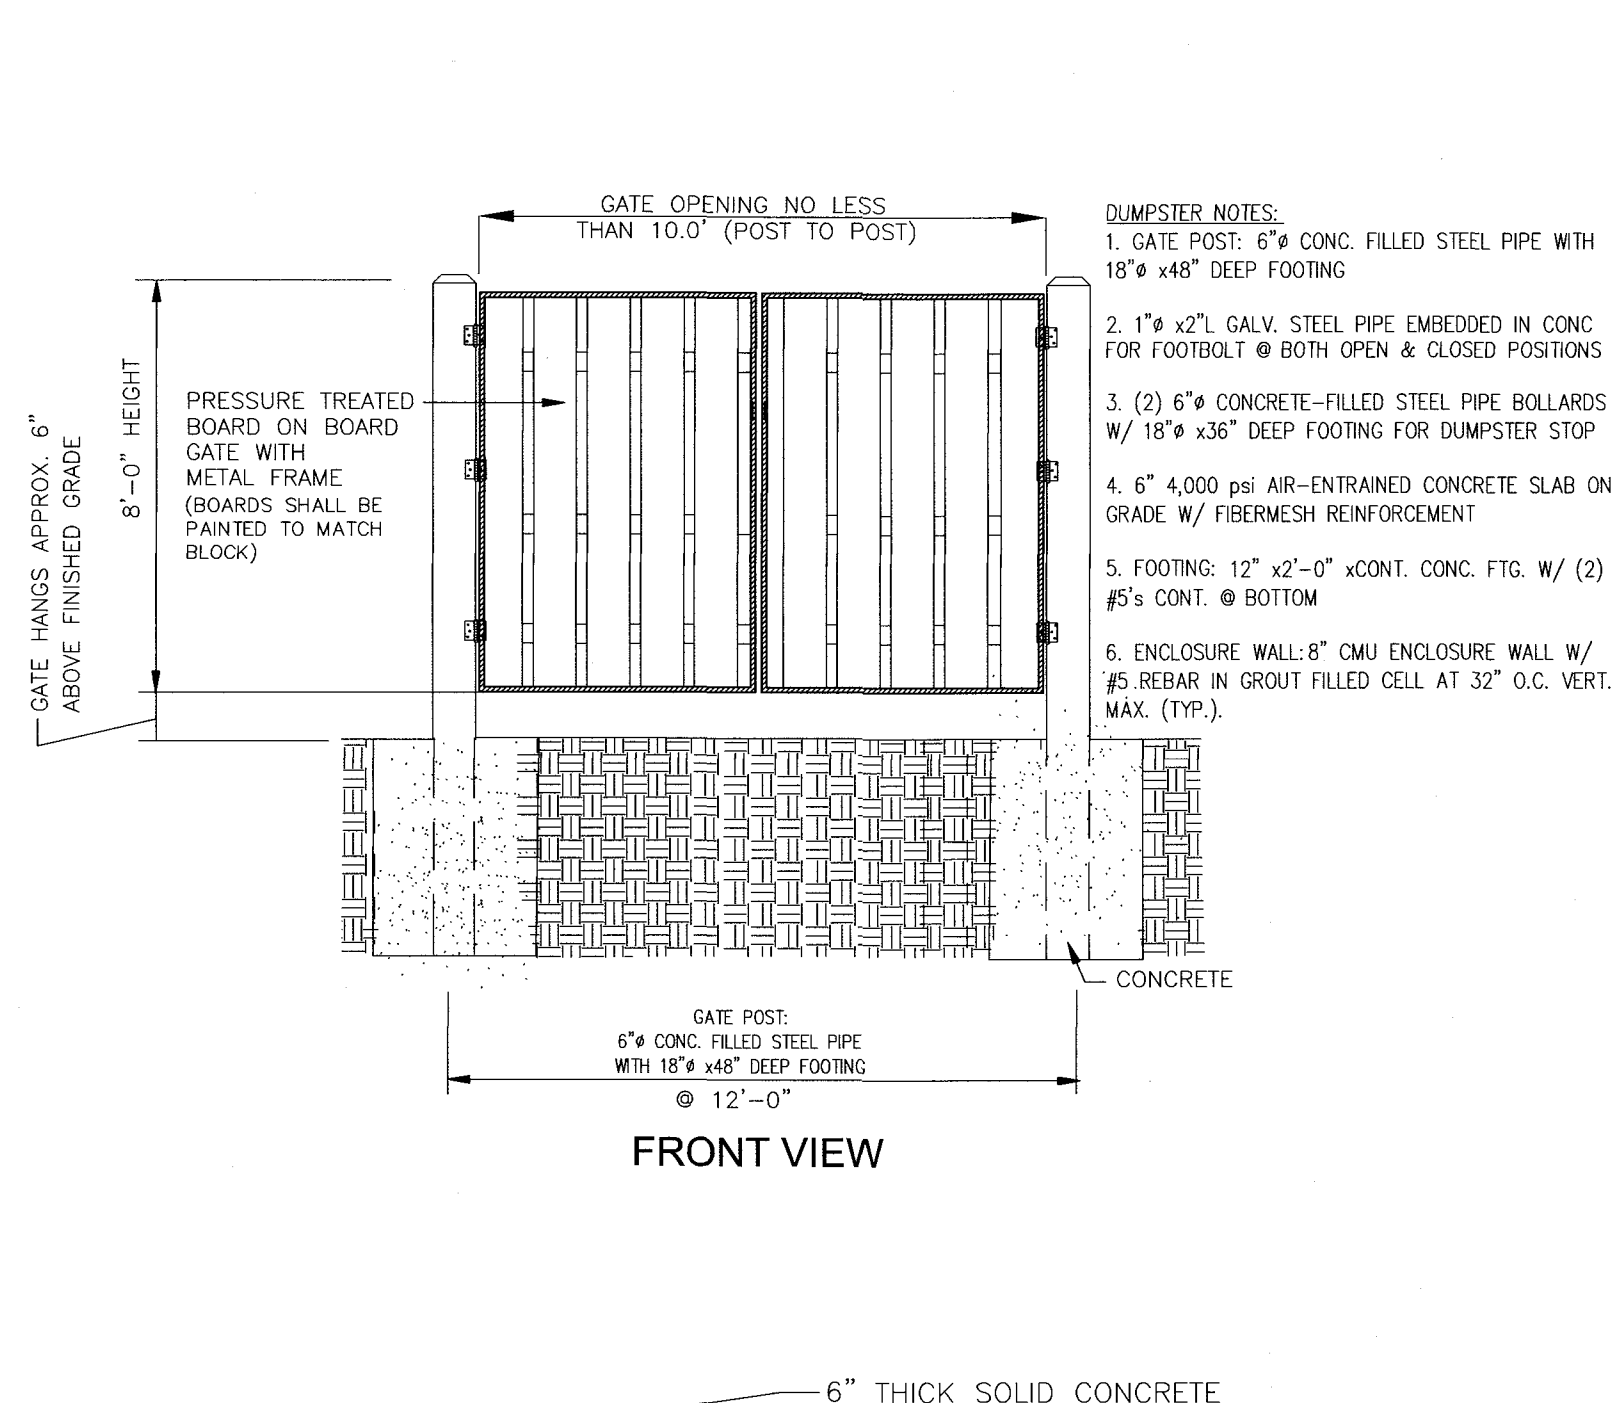 GATE OPENING NO LESS
THAN 10.0' (POST TO POST)
DUMPSTER NOTES:
1. GATE POST: 6"ø CONC. FILLED STEEL PIPE WITH
18"ø x48" DEEP FOOTING
2. 1"ø x2"L GALV. STEEL PIPE EMBEDDED IN CONC
FOR FOOTBOLT @ BOTH OPEN & CLOSED POSITIONS
3. (2) 6"ø CONCRETE-FILLED STEEL PIPE BOLLARDS
W/ 18"ø x36" DEEP FOOTING FOR DUMPSTER STOP
4. 6" 4,000 psi AIR-ENTRAINED CONCRETE SLAB ON
GRADE W/ FIBERMESH REINFORCEMENT
5. FOOTING: 12" x2'-0" xCONT. CONC. FTG. W/ (2)
#5's CONT. @ BOTTOM
6. ENCLOSURE WALL: 8" CMU ENCLOSURE WALL W/
#5 REBAR IN GROUT FILLED CELL AT 32" O.C. VERT.
MAX. (TYP.).
GATE HANGS APPROX. 6"
ABOVE FINISHED GRADE
8'-0" HEIGHT
PRESSURE TREATED
BOARD ON BOARD
GATE WITH
METAL FRAME
(BOARDS SHALL BE
PAINTED TO MATCH
BLOCK)
CONCRETE
GATE POST:
6"ø CONC. FILLED STEEL PIPE
WITH 18"ø x48" DEEP FOOTING
@ 12'-0"
FRONT VIEW
6" THICK SOLID CONCRETE